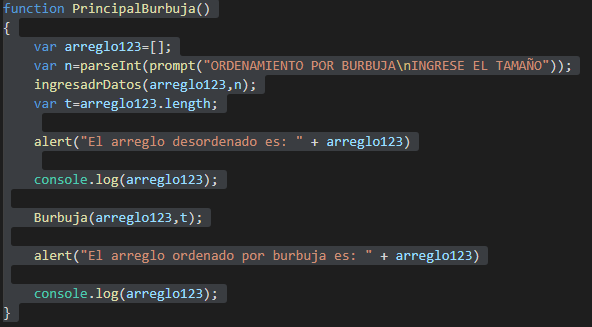 function PrincipalBurbuja()
{
    var arreglo123=[];
    var n=parseInt(prompt("ORDENAMIENTO POR BURBUJA\nINGRESE EL TAMAÑO"));
    ingresadrDatos(arreglo123,n);
    var t=arreglo123.length;
    alert("El arreglo desordenado es: " + arreglo123)
    console.log(arreglo123);
    Burbuja(arreglo123,t);
    alert("El arreglo ordenado por burbuja es: " + arreglo123)
    console.log(arreglo123);
}